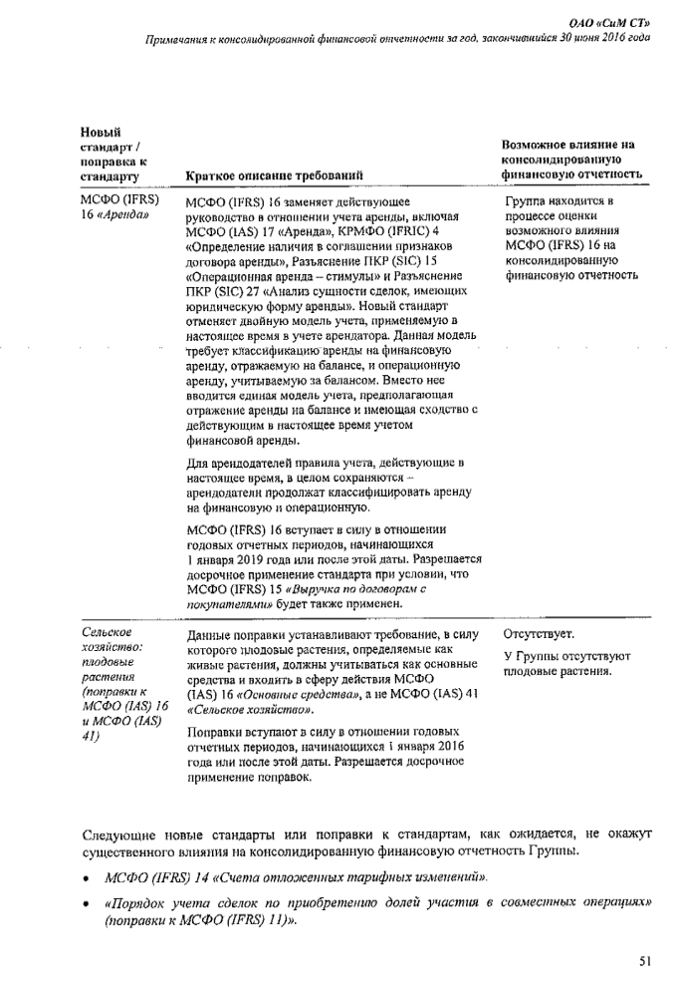 ОАО «СиМ СТ»
Примечания к консолидированной финансовой отчетности за год, закончившийся 30 июня 2016 года
Новый
стандарт /
поправка к
стандарту
Краткое описание требований
Возможное влияние на
консолидированную
финансовую отчетность
МСФО (IFRS)
16 «Аренда»
МСФО (IFRS) 16 заменяет действующее
руководство в отношении учета аренды, включая
МСФО (IAS) 17 «Аренда», КРМФО (IFRIC) 4
«Определение наличия в соглашении признаков
договора аренды», Разъяснение ПКР (SIC) 15
«Операционная аренда – стимулы» и Разъяснение
ПКР (SIC) 27 «Анализ сущности сделок, имеющих
юридическую форму аренды». Новый стандарт
отменяет двойную модель учета, применяемую в
настоящее время в учете арендатора. Данная модель
требует классификацию аренды на финансовую
аренду, отражаемую на балансе, и операционную
аренду, учитываемую за балансом. Вместо нее
вводится единая модель учета, предполагающая
отражение аренды на балансе и имеющая сходство с
действующим в настоящее время учетом
финансовой аренды.
Для арендодателей правила учета, действующие в
настоящее время, в целом сохраняются –
арендодатели продолжат классифицировать аренду
на финансовую и операционную.
МСФО (IFRS) 16 вступает в силу в отношении
годовых отчетных периодов, начинающихся
1 января 2019 года или после этой даты. Разрешается
досрочное применение стандарта при условии, что
МСФО (IFRS) 15 «Выручка по договорам с
покупателями» будет также применен.
Группа находится в
процессе оценки
возможного влияния
МСФО (IFRS) 16 на
консолидированную
финансовую отчетность
Сельское
хозяйство:
плодовые
растения
(поправки к
МСФО (IAS) 16
и МСФО (IAS)
41)
Данные поправки устанавливают требование, в силу
которого плодовые растения, определяемые как
живые растения, должны учитываться как основные
средства и входить в сферу действия МСФО
(IAS) 16 «Основные средства», а не МСФО (IAS) 41
«Сельское хозяйство».
Поправки вступают в силу в отношении годовых
отчетных периодов, начинающихся 1 января 2016
года или после этой даты. Разрешается досрочное
применение поправок.
Отсутствует.
У Группы отсутствуют
плодовые растения.
Следующие новые стандарты или поправки к стандартам, как ожидается, не окажут
существенного влияния на консолидированную финансовую отчетность Группы.
• МСФО (IFRS) 14 «Счета отложенных тарифных изменений».
• «Порядок учета сделок по приобретению долей участия в совместных операциях»
(поправки к МСФО (IFRS) 11)».
51